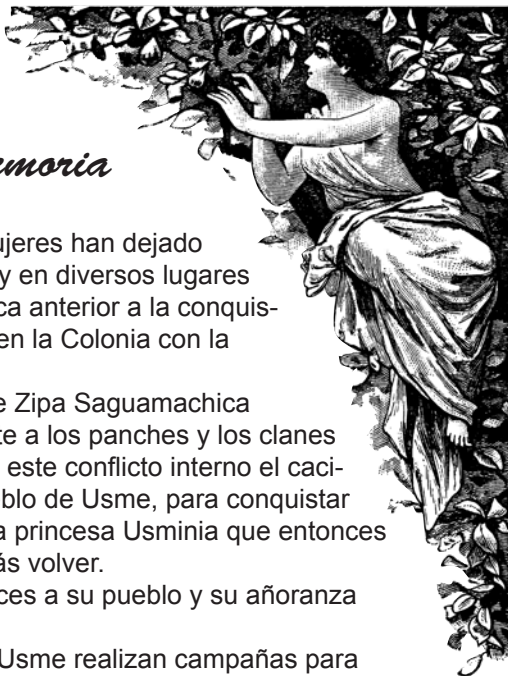 ujeres han dejado
y en diversos lugares
ca anterior a la conquis-
en la Colonia con la
e Zipa Saguamachica
te a los panches y los clanes
este conflicto interno el caci-
blo de Usme, para conquistar
a princesa Usminia que entonces
ás volver.
ces a su pueblo y su añoranza
Usme realizan campañas para